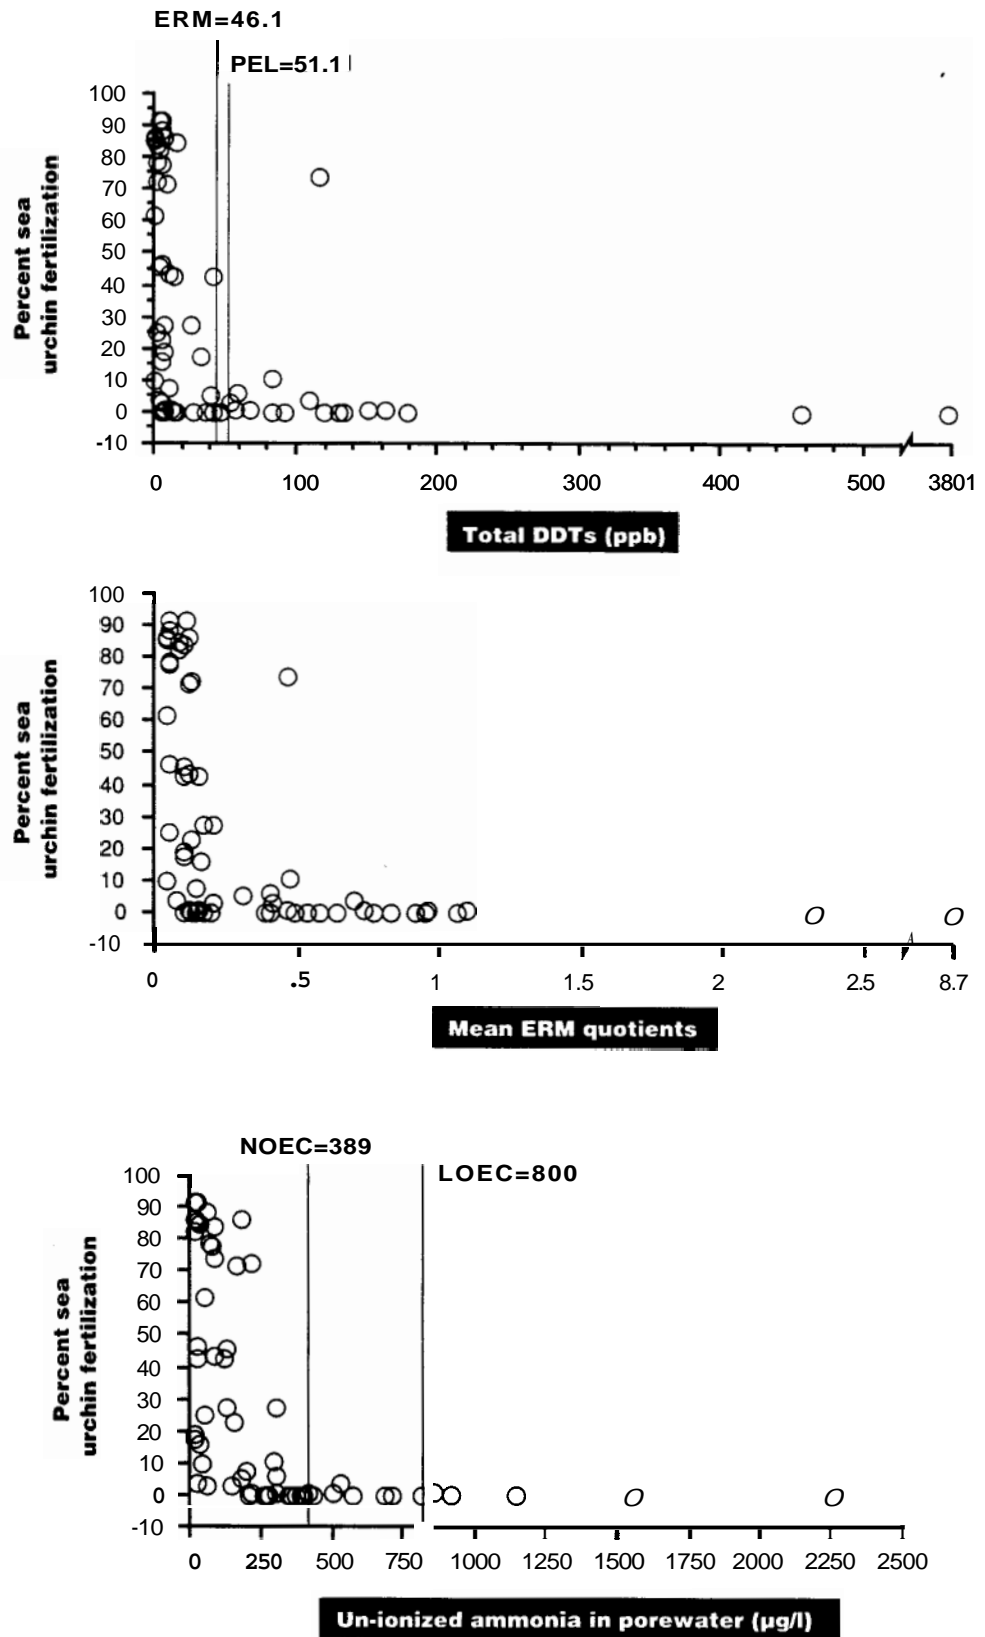 ERM=46.1
PEL=51.1
100
90
80
70
60
50
40
30
20
10
0
-10
Percent sea
urchin fertilization
0 100 200 300 400 500 3801
Total DDTs (ppb)
100
90
80
70
60
50
40
30
20
10
0
-10
Percent sea
urchin fertilization
0 .5 1 1.5 2 2.5 8.7
Mean ERM quotients
NOEC=389
LOEC=800
100
90
80
70
60
50
40
30
20
10
0
-10
Percent sea
urchin fertilization
0 250 500 750 1000 1250 1500 1750 2000 2250 2500
Un-ionized ammonia in porewater (µg/l)